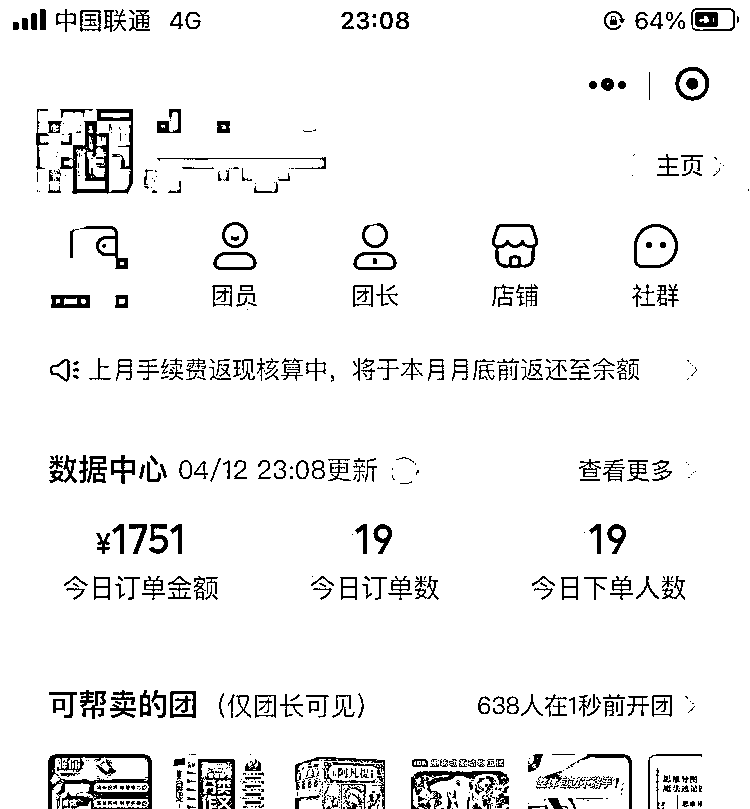 中国联通 4G 23:08 64%
主页
团员 团长 店铺 社群
上月手续费返现核算中，将于本月月底前返还至余额
数据中心 04/12 23:08更新 查看更多
¥1751 19 19
今日订单金额 今日订单数 今日下单人数
可帮卖的团（仅团长可见） 638人在1秒前开团